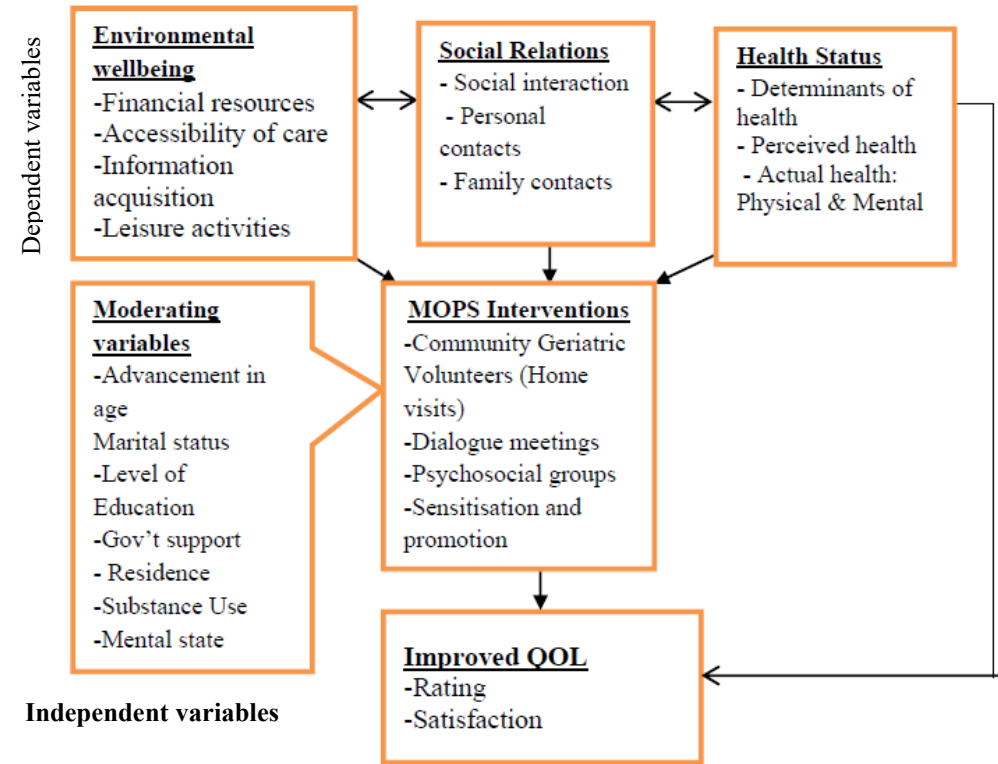 Dependent variables
Environmental
wellbeing
-Financial resources
-Accessibility of care
-Information
acquisition
-Leisure activities
Social Relations
- Social interaction
- Personal
contacts
- Family contacts
Health Status
- Determinants of
health
- Perceived health
- Actual health:
Physical & Mental
Moderating
variables
-Advancement in
age
Marital status
-Level of
Education
-Gov't support
- Residence
-Substance Use
-Mental state
MOPS Interventions
-Community Geriatric
Volunteers (Home
visits)
-Dialogue meetings
-Psychosocial groups
-Sensitisation and
promotion
Improved QOL
-Rating
-Satisfaction
Independent variables